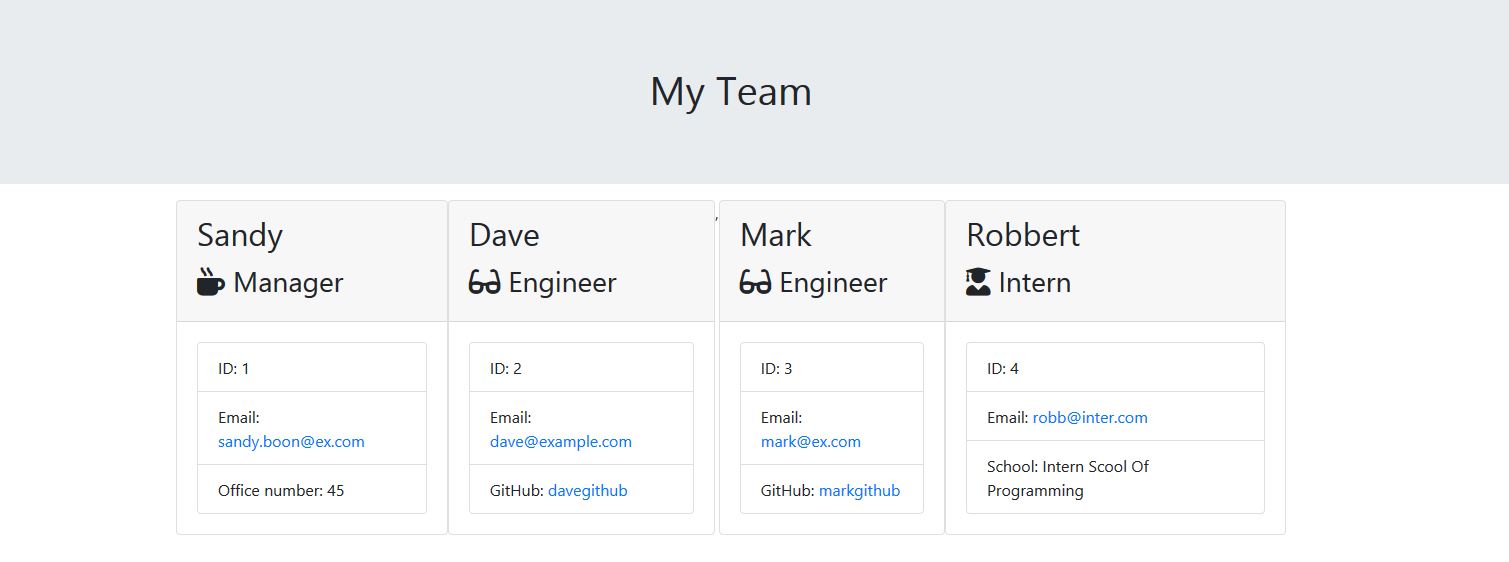 My Team
Sandy
Manager
ID: 1
Email:
sandy.boon@ex.com
Office number: 45
Dave
Engineer
ID: 2
Email:
dave@example.com
GitHub: davegithub
,
Mark
Engineer
ID: 3
Email:
mark@ex.com
GitHub: markgithub
Robbert
Intern
ID: 4
Email: robb@inter.com
School: Intern Scool Of
Programming